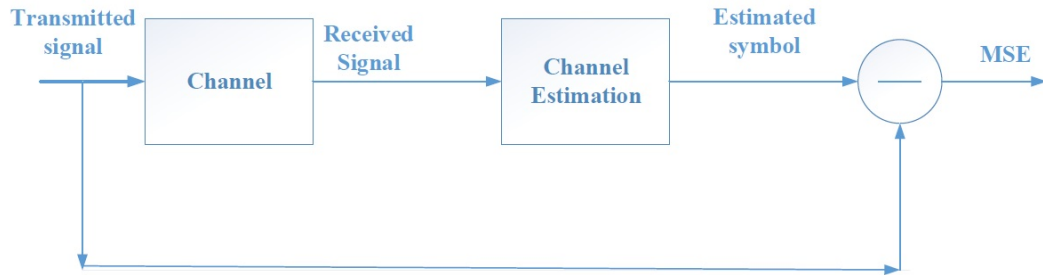 Transmitted
signal
Channel
Received
Signal
Channel
Estimation
Estimated
symbol
MSE